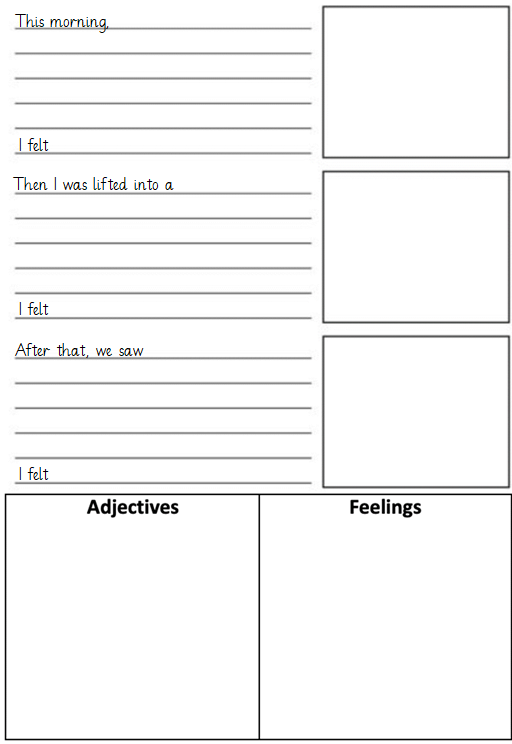 This morning,
I felt
Then I was lifted into a
I felt
After that, we saw
I felt
Adjectives
Feelings